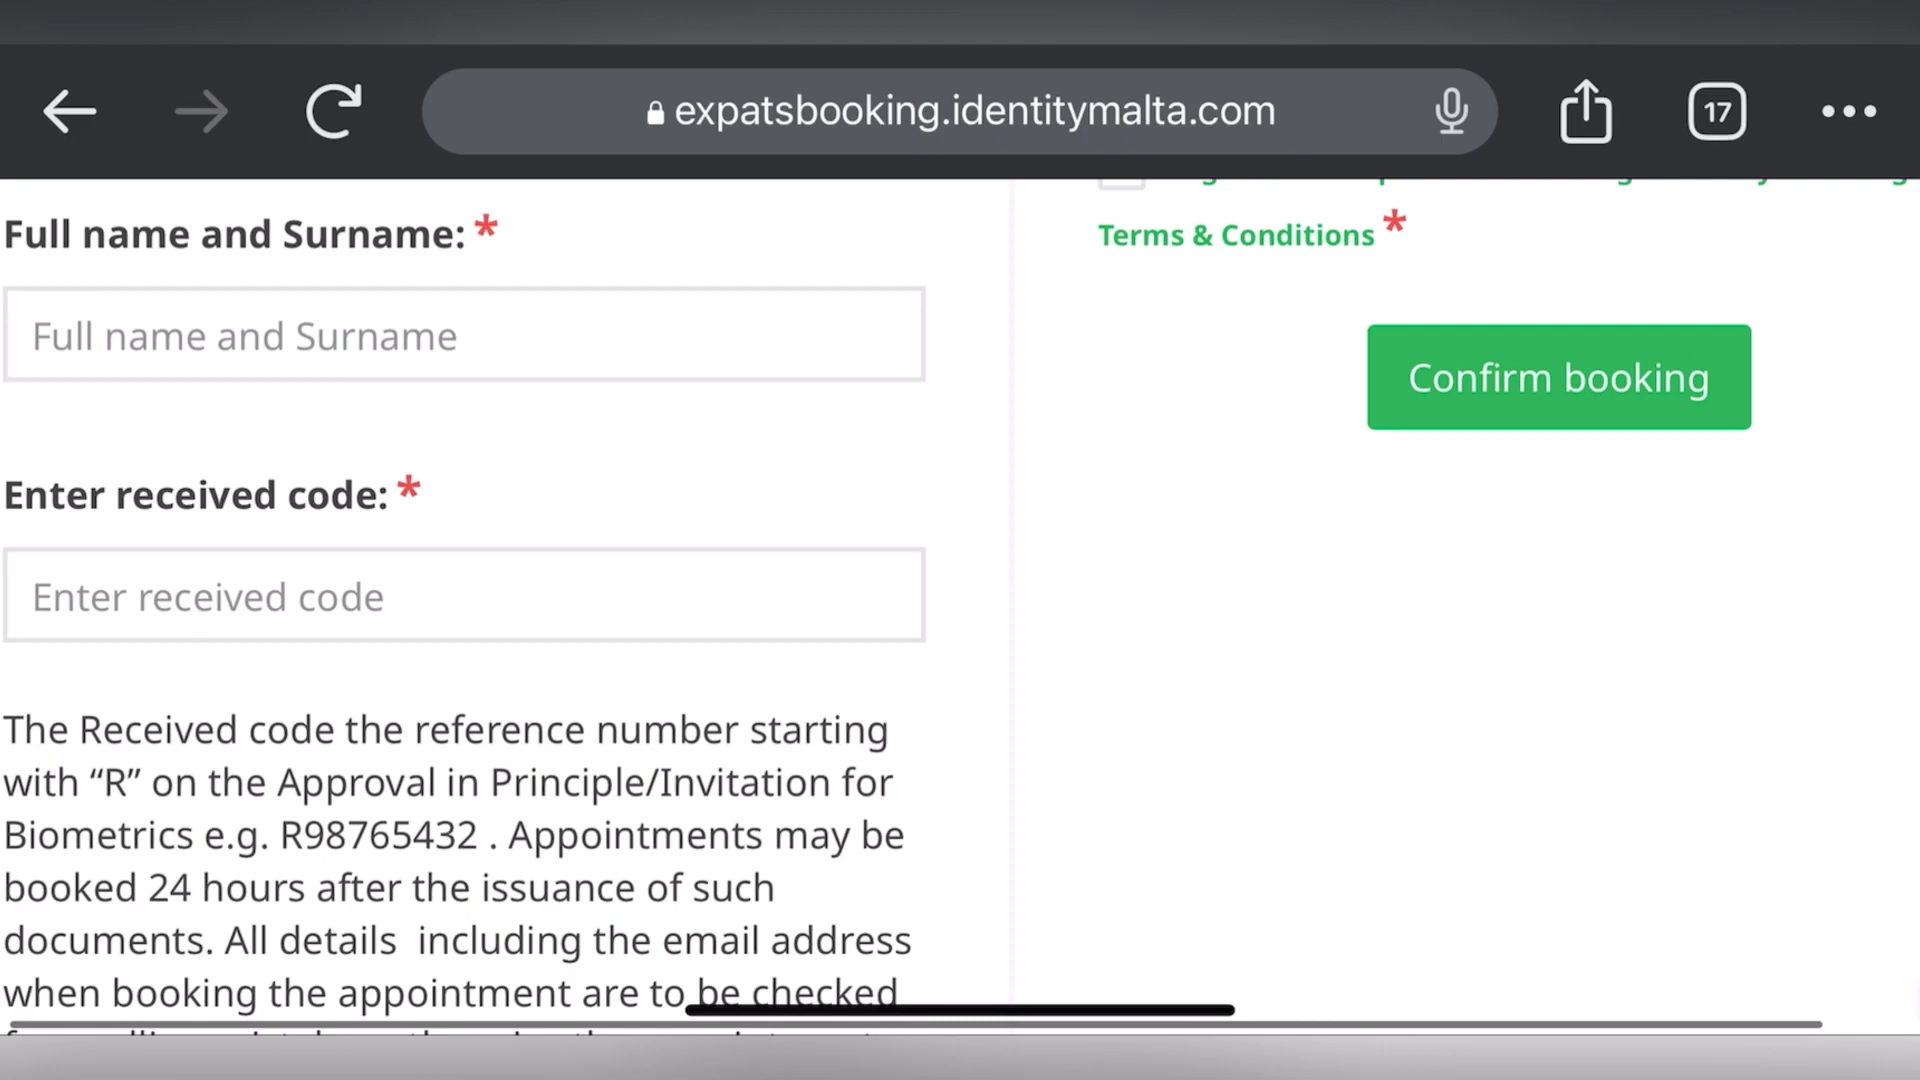 expatsbooking.identitymalta.com
17
Full name and Surname: *
Full name and Surname
Enter received code: *
Enter received code
The Received code the reference number starting
with “R” on the Approval in Principle/Invitation for
Biometrics e.g. R98765432 . Appointments may be
booked 24 hours after the issuance of such
documents. All details  including the email address
when booking the appointment are to be checked
Terms & Conditions *
Confirm booking